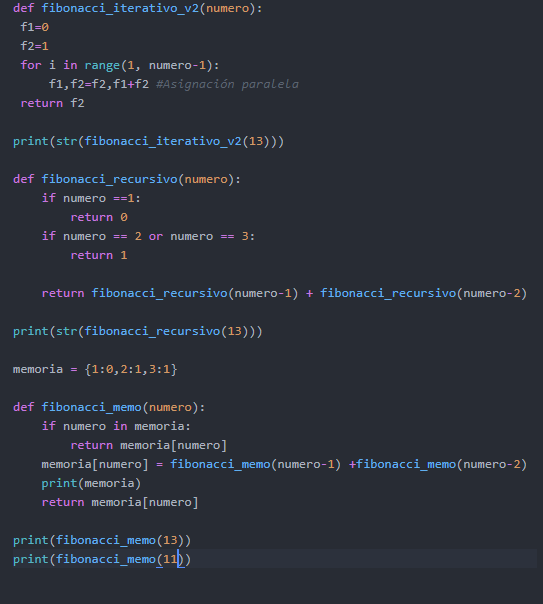 def fibonacci_iterativo_v2(numero):
 f1=0
 f2=1
 for i in range(1, numero-1):
     f1,f2=f2,f1+f2 #Asignación paralela
 return f2

print(str(fibonacci_iterativo_v2(13)))

def fibonacci_recursivo(numero):
    if numero ==1:
        return 0
    if numero == 2 or numero == 3:
        return 1

    return fibonacci_recursivo(numero-1) + fibonacci_recursivo(numero-2)

print(str(fibonacci_recursivo(13)))

memoria = {1:0,2:1,3:1}

def fibonacci_memo(numero):
    if numero in memoria:
        return memoria[numero]
    memoria[numero] = fibonacci_memo(numero-1) +fibonacci_memo(numero-2)
    print(memoria)
    return memoria[numero]

print(fibonacci_memo(13))
print(fibonacci_memo(11))